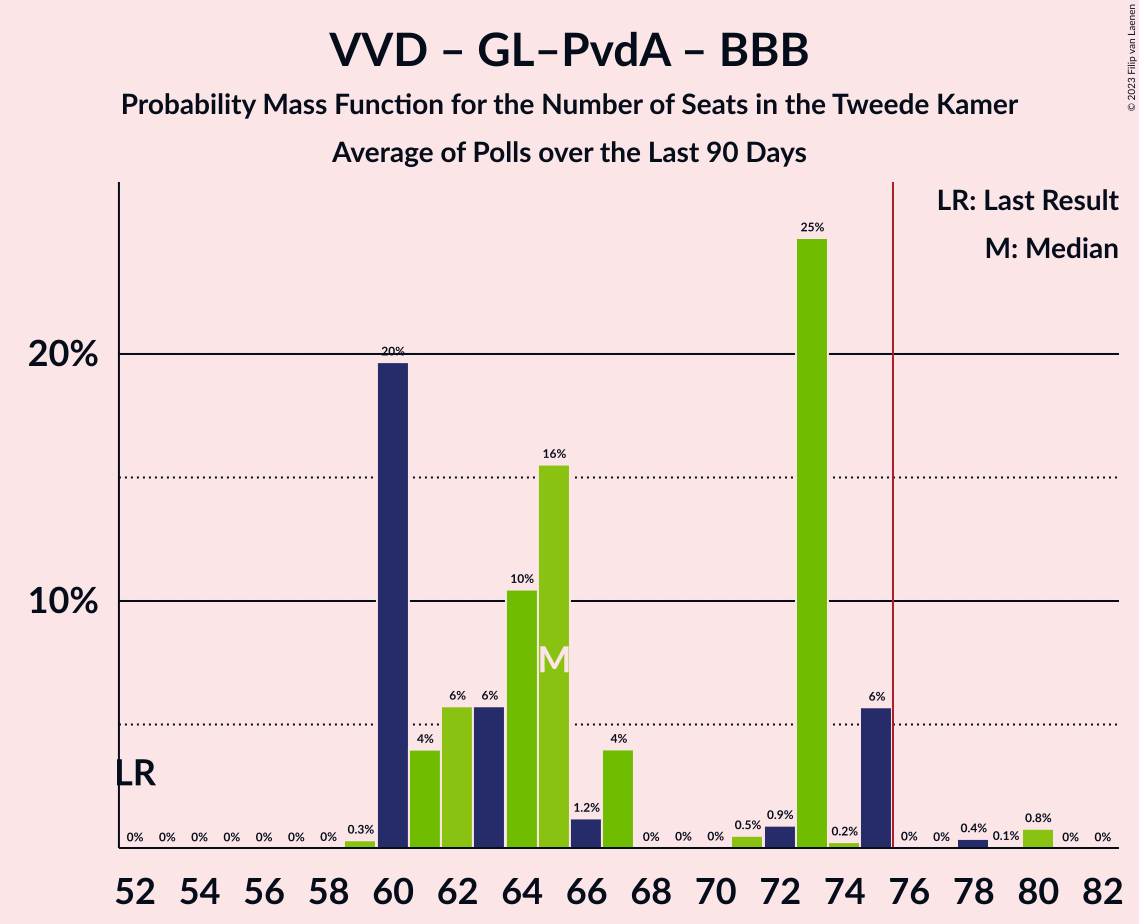 VVD – GL–PvdA – BBB
Probability Mass Function for the Number of Seats in the Tweede Kamer
Average of Polls over the Last 90 Days
© 2023 Filip van Laenen
LR: Last Result
M: Median
20%
10%
LR
M
0% 0% 0% 0% 0% 0% 0% 0.3% 20% 4% 6% 6% 10% 16% 1.2% 4% 0% 0% 0% 0.5% 0.9% 25% 0.2% 6% 0% 0% 0.4% 0.1% 0.8% 0% 0%
52 54 56 58 60 62 64 66 68 70 72 74 76 78 80 82